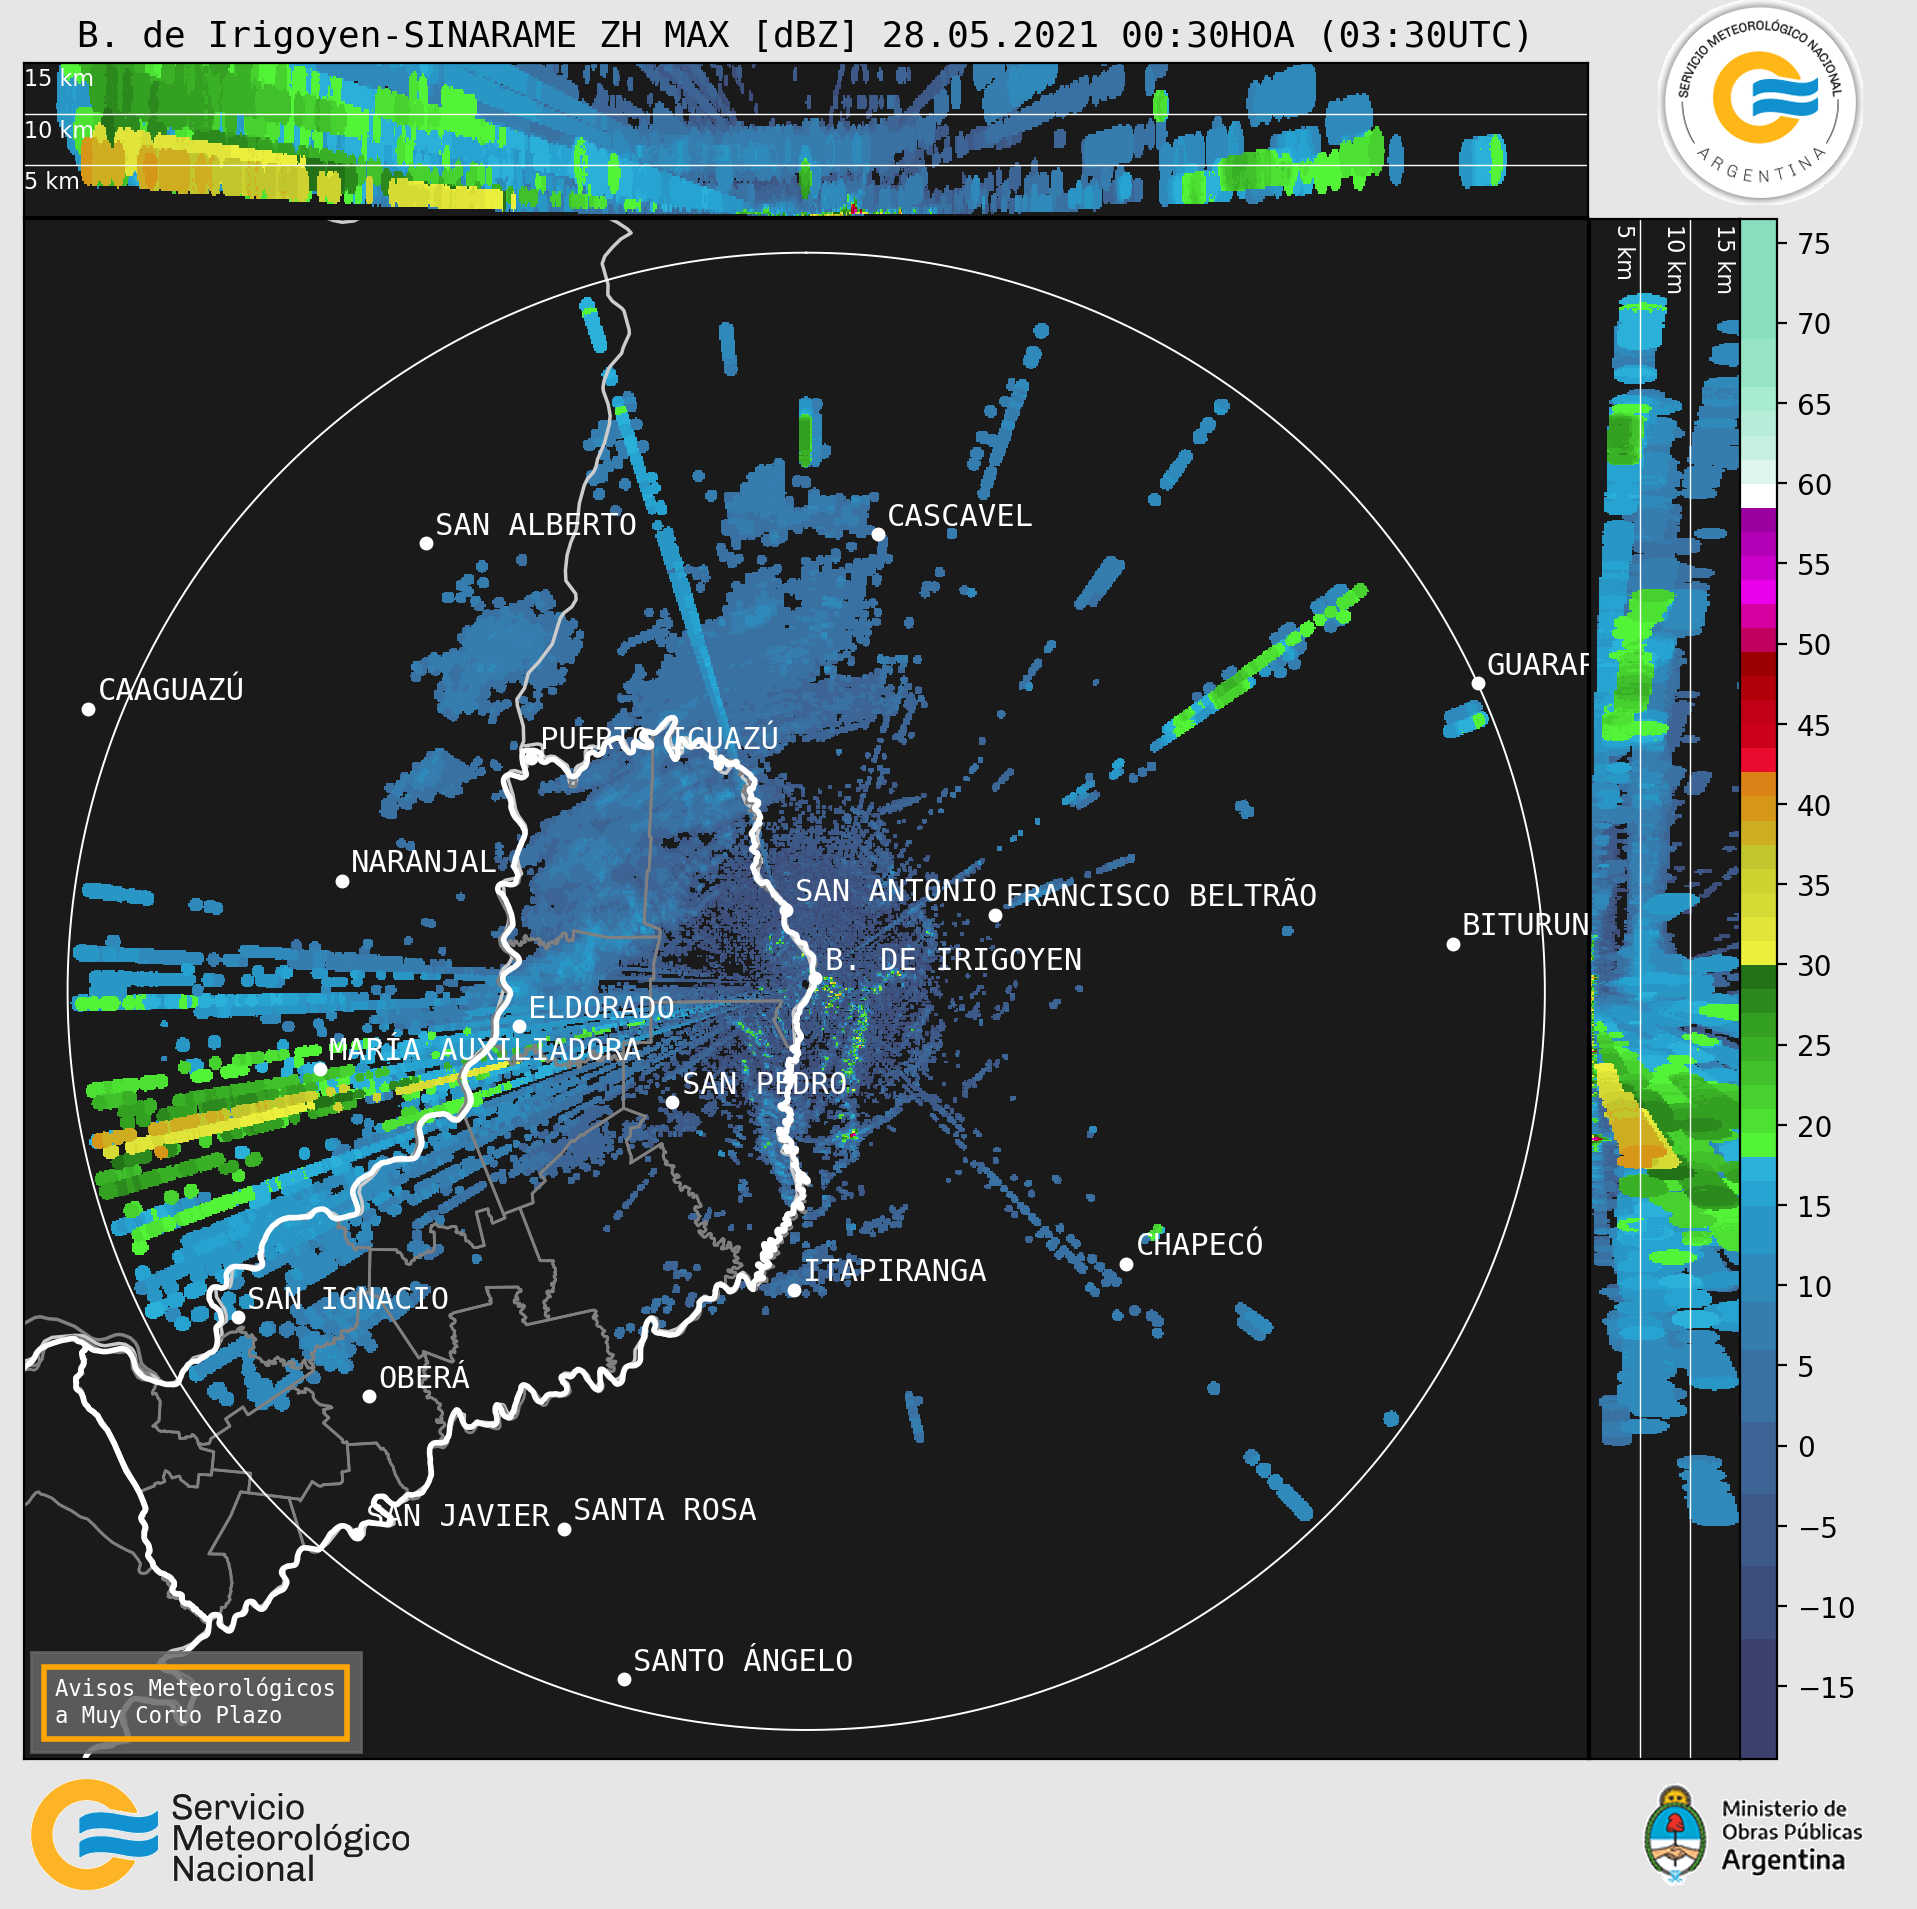 B. de Irigoyen-SINARAME ZH MAX [dBZ] 28.05.2021 00:30HOA (03:30UTC)
SERVICIO METEOROLÓGICO NACIONAL
ARGENTINA
15 km
10 km
5 km
5 km
10 km
15 km
75
70
65
60
55
50
45
40
35
30
25
20
15
10
5
0
−5
−10
−15
CASCAVEL
SAN ALBERTO
GUARAP
CAAGUAZÚ
PUERTO IGUAZÚ
NARANJAL
SAN ANTONIO
FRANCISCO BELTRÃO
BITURUN
B. DE IRIGOYEN
ELDORADO
MARÍA AUXILIADORA
SAN PEDRO
CHAPECÓ
ITAPIRANGA
SAN IGNACIO
OBERÁ
SAN JAVIER
SANTA ROSA
SANTO ÁNGELO
Avisos Meteorológicos
a Muy Corto Plazo
Servicio
Meteorológico
Nacional
Ministerio de
Obras Públicas
Argentina